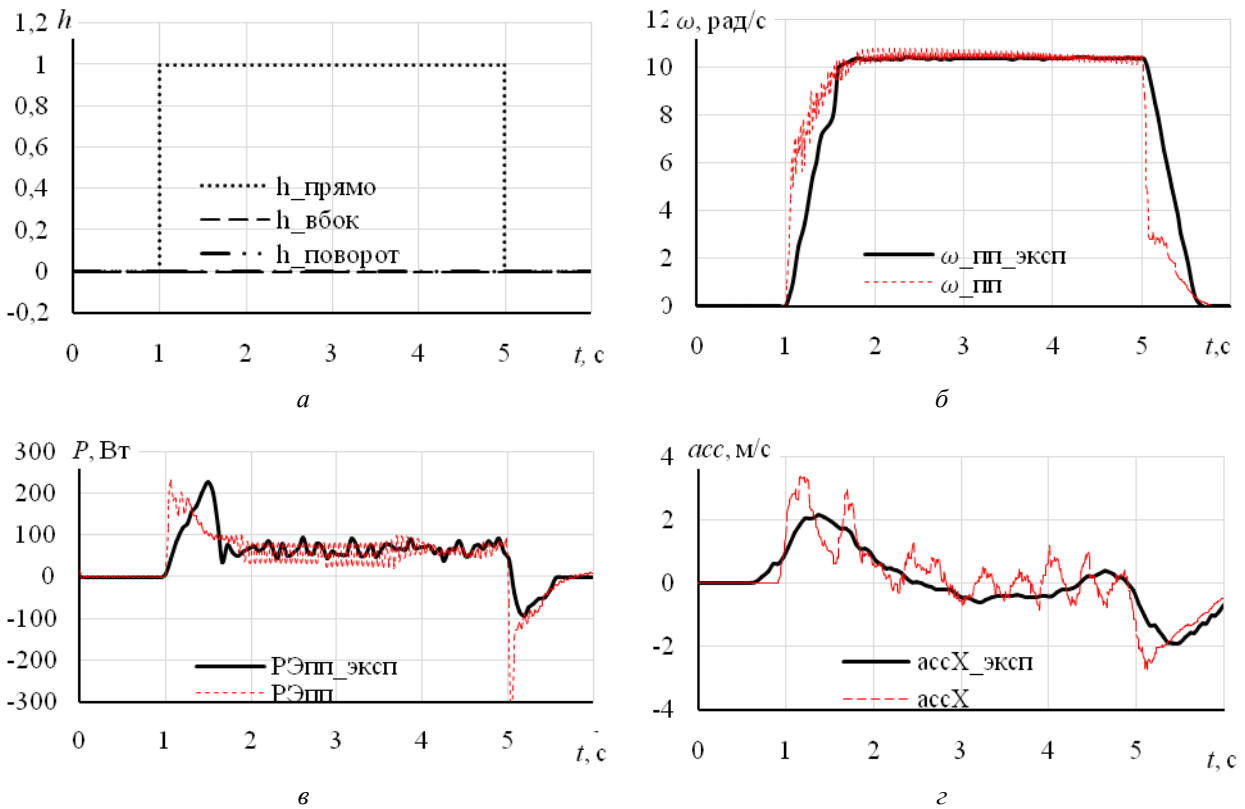 1,2 h
1
0,8
0,6
0,4
0,2
0
-0,2
h_прямо
h_вбок
h_поворот
0 1 2 3 4 5 t, с
а
12 ω, рад/с
10
8
6
4
2
0
ω_пп_эксп
ω_пп
0 1 2 3 4 5 t,с
б
300 P, Вт
200
100
0
-100
-200
-300
PЭпп_эксп
PЭпп
0 1 2 3 4 5 t, с
в
4 acc, м/с
2
0
-2
-4
accX_эксп
accX
0 1 2 3 4 5 t, с
г